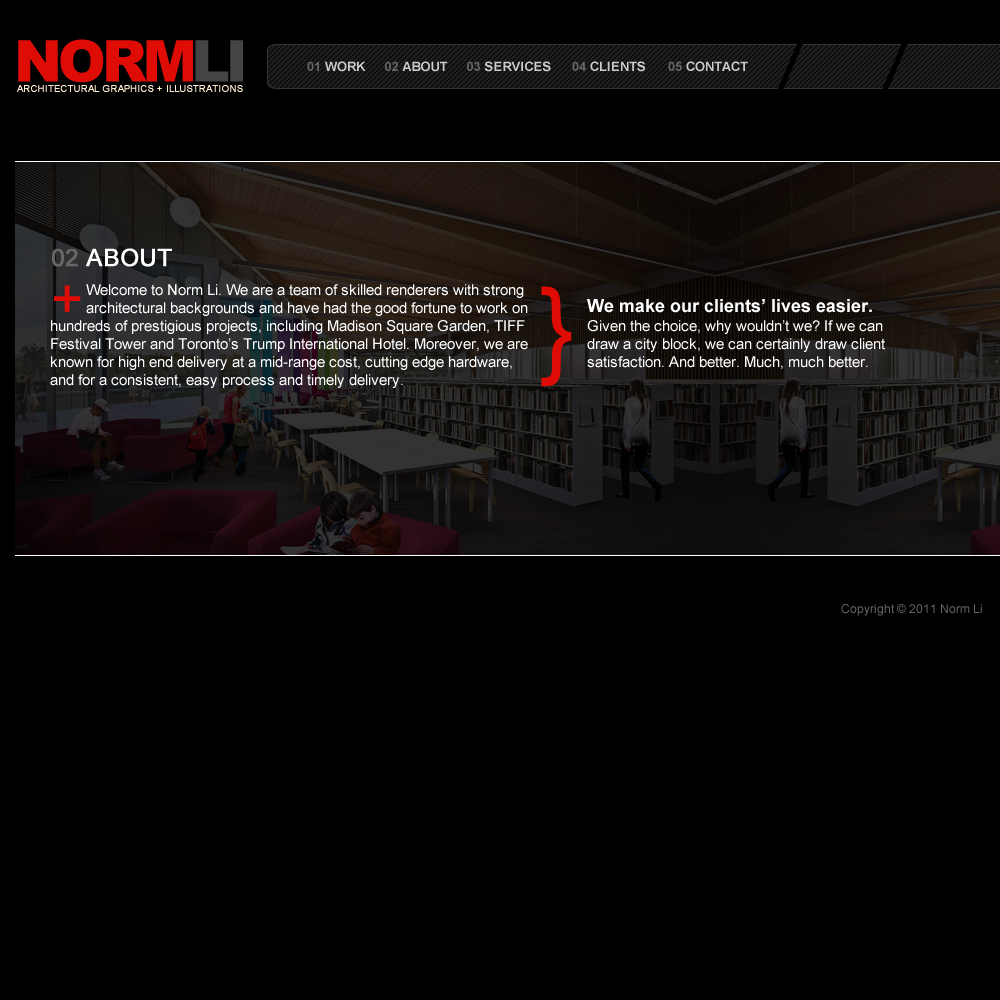 NORMLI
ARCHITECTURAL GRAPHICS + ILLUSTRATIONS
01 WORK 02 ABOUT 03 SERVICES 04 CLIENTS 05 CONTACT
02 ABOUT
+ Welcome to Norm Li. We are a team of skilled renderers with strong
architectural backgrounds and have had the good fortune to work on
hundreds of prestigious projects, including Madison Square Garden, TIFF
Festival Tower and Toronto’s Trump International Hotel. Moreover, we are
known for high end delivery at a mid-range cost, cutting edge hardware,
and for a consistent, easy process and timely delivery.
}
We make our clients’ lives easier.
Given the choice, why wouldn’t we? If we can
draw a city block, we can certainly draw client
satisfaction. And better. Much, much better.
Copyright © 2011 Norm Li